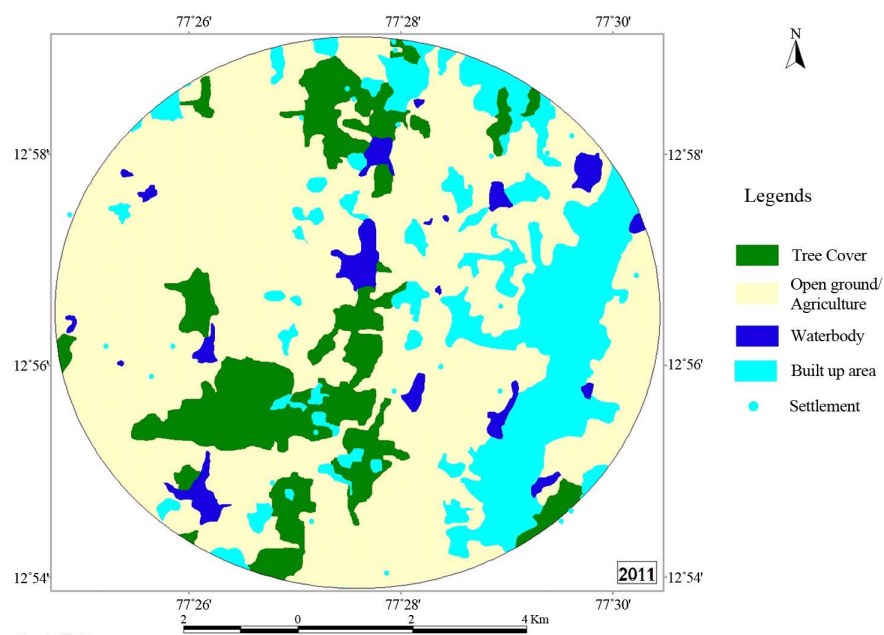 77°26' 77°28' 77°30'
N
12°58' 12°58'
Legends
Tree Cover
Open ground/
Agriculture
Waterbody
12°56' 12°56'
Built up area
Settlement
2011
12°54' 12°54'
77°26' 77°28' 77°30'
2 0 2 4 Km